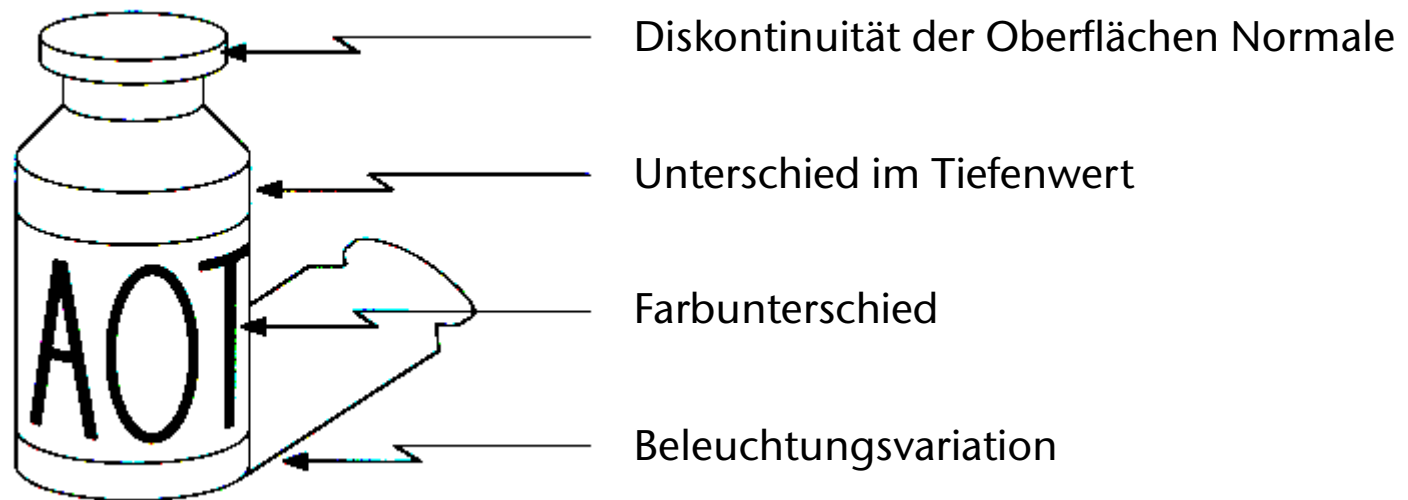 Diskontinuität der Oberflächen Normale
Unterschied im Tiefenwert
AOT
Farbunterschied
Beleuchtungsvariation